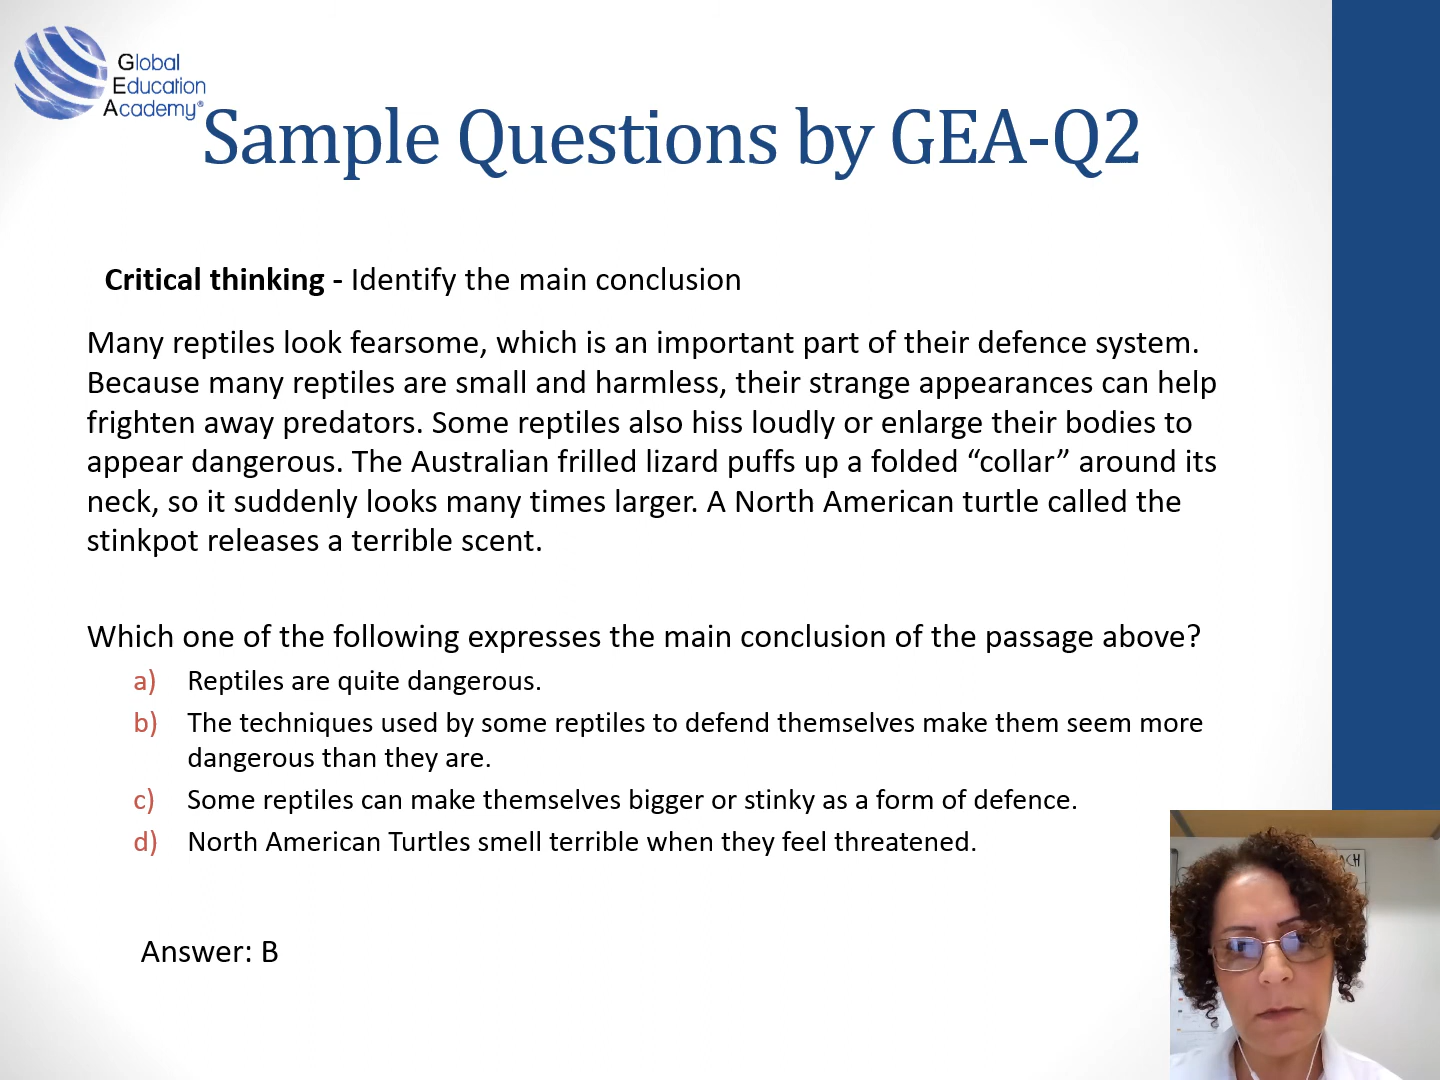 Global
Education
Academy®
Sample Questions by GEA-Q2
Critical thinking - Identify the main conclusion
Many reptiles look fearsome, which is an important part of their defence system.
Because many reptiles are small and harmless, their strange appearances can help
frighten away predators. Some reptiles also hiss loudly or enlarge their bodies to
appear dangerous. The Australian frilled lizard puffs up a folded “collar” around its
neck, so it suddenly looks many times larger. A North American turtle called the
stinkpot releases a terrible scent.
Which one of the following expresses the main conclusion of the passage above?
a) Reptiles are quite dangerous.
b) The techniques used by some reptiles to defend themselves make them seem more
dangerous than they are.
c) Some reptiles can make themselves bigger or stinky as a form of defence.
d) North American Turtles smell terrible when they feel threatened.
Answer: B